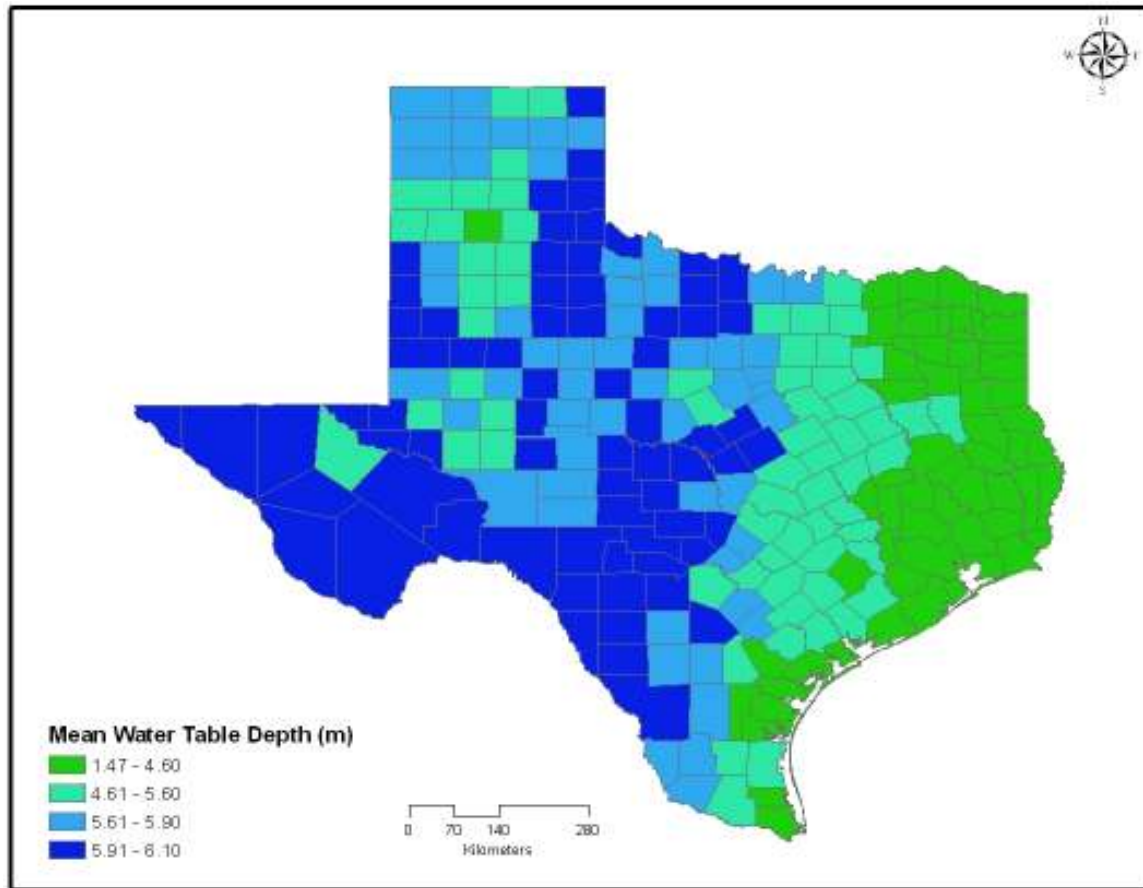 N
W E
S
Mean Water Table Depth (m)
1.47 - 4.60
4.61 - 5.60
5.61 - 5.90
5.91 - 6.10
0 70 140 280
Kilometers